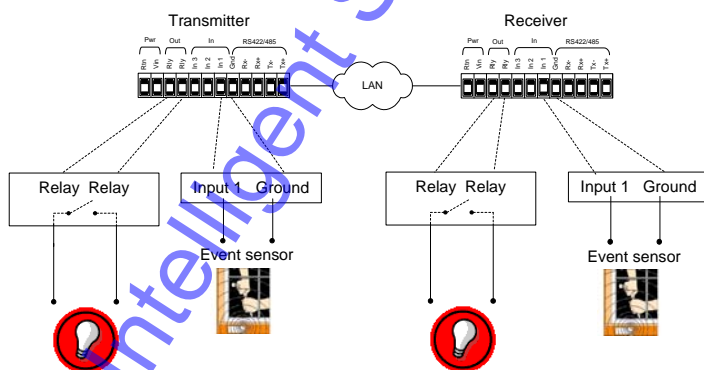 Transmitter
Receiver
Pwr Out In RS422/485
Pwr Out In RS422/485
Rtn Vin Rly Rly In 3 In 2 In 1 Gnd Rx- Rx+ Tx- Tx+
Rtn Vin Rly Rly In 3 In 2 In 1 Gnd Rx- Rx+ Tx- Tx+
LAN
Relay Relay
Input 1 Ground
Relay Relay
Input 1 Ground
Event sensor
Event sensor
Intelligent